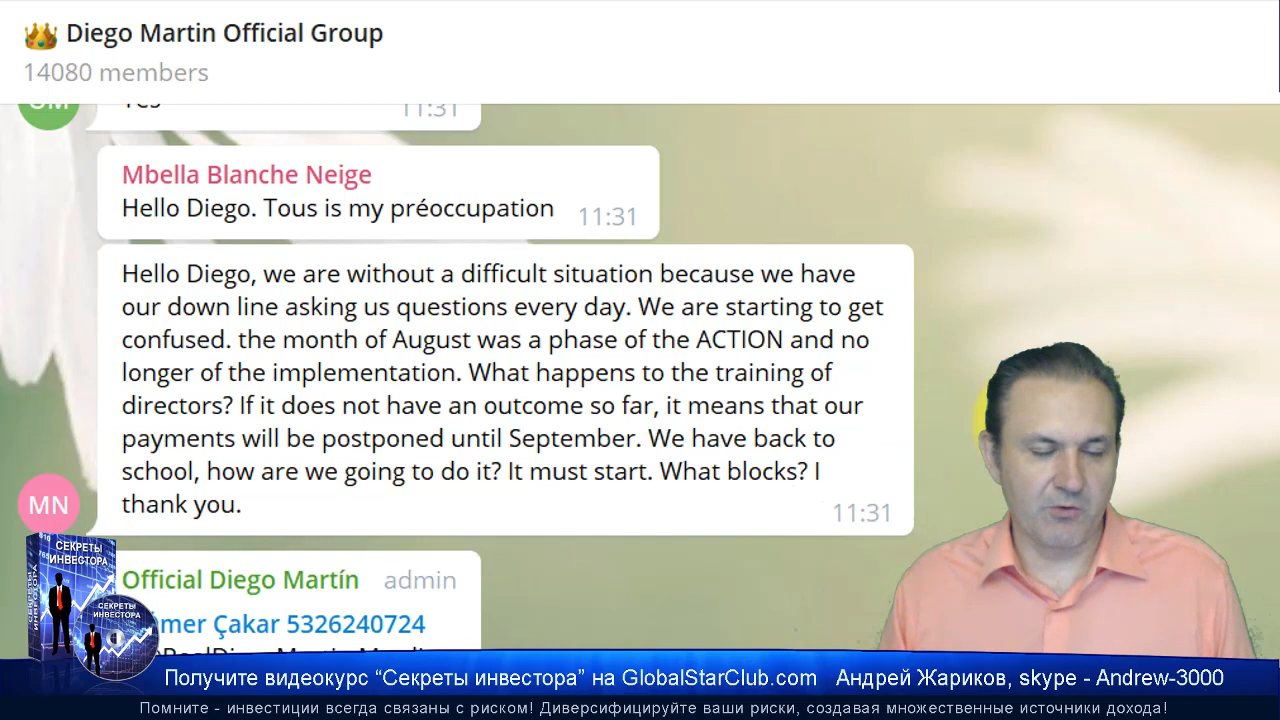 Diego Martin Official Group
14080 members
11:31
Mbella Blanche Neige
Hello Diego. Tous is my préoccupation
11:31
Hello Diego, we are without a difficult situation because we have
our down line asking us questions every day. We are starting to get
confused. the month of August was a phase of the ACTION and no
longer of the implementation. What happens to the training of
directors? If it does not have an outcome so far, it means that our
payments will be postponed until September. We have back to
school, how are we going to do it? It must start. What blocks? I
thank you.
11:31
MN
Official Diego Martín admin
Çakar 5326240724
СЕКРЕТЫ
ИНВЕСТОРА
СЕКРЕТЫ
ИНВЕСТОРА
Получите видеокурс “Секреты инвестора” на GlobalStarClub.com Андрей Жариков, skype - Andrew-3000
Помните - инвестиции всегда связаны с риском! Диверсифицируйте ваши риски, создавая множественные источники дохода!